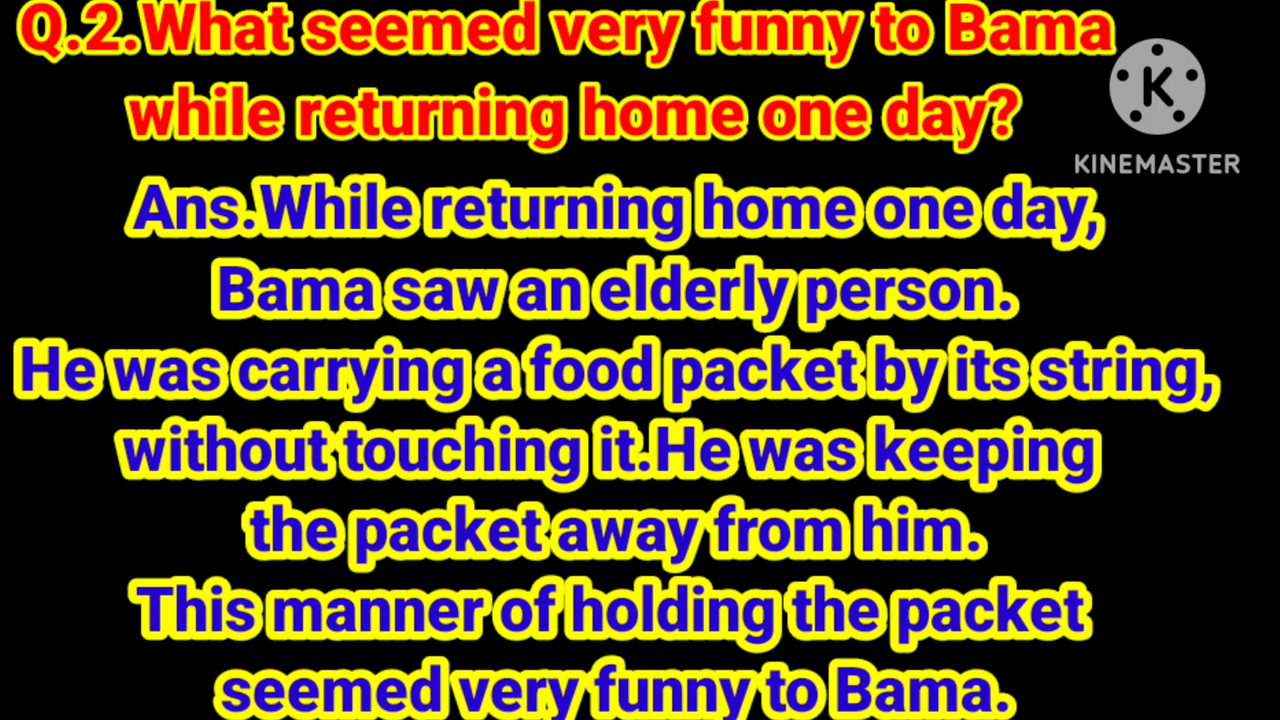 Q.2.What seemed very funny to Bama
while returning home one day?
K
KINEMASTER
Ans.While returning home one day,
Bama saw an elderly person.
He was carrying a food packet by its string,
without touching it.He was keeping
the packet away from him.
This manner of holding the packet
seemed very funny to Bama.